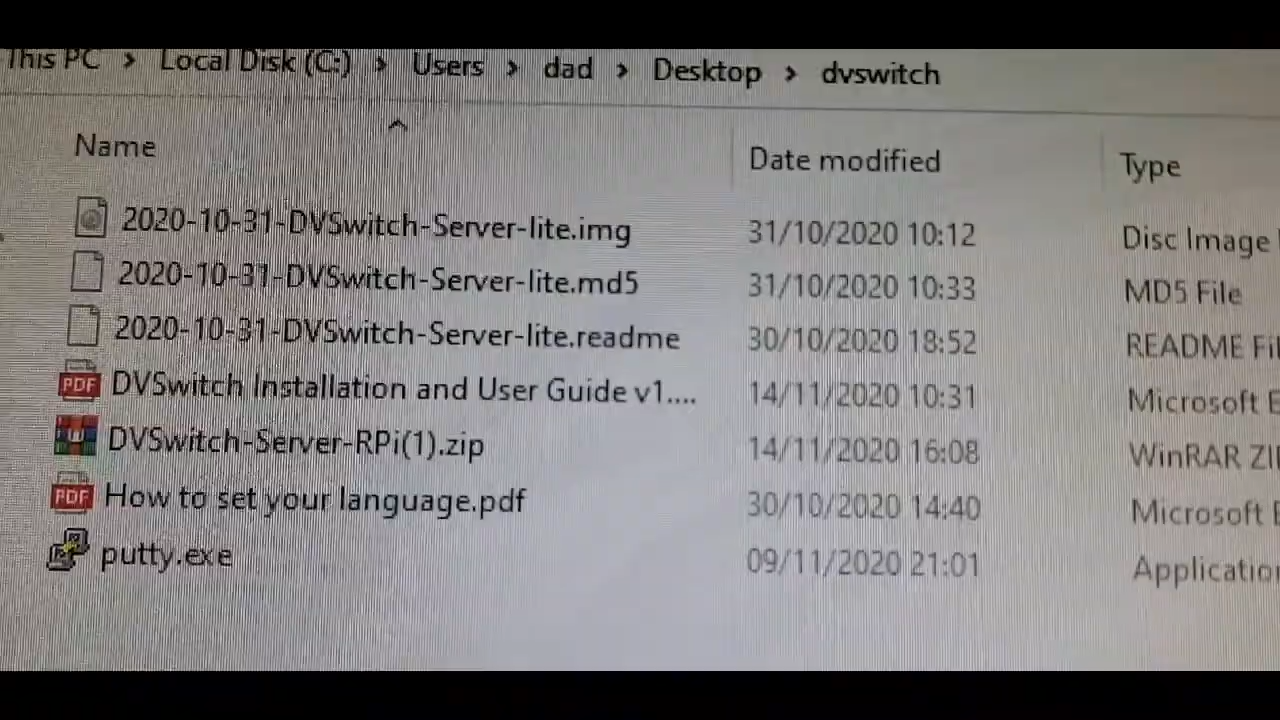 This PC > Local Disk (C:) > Users > dad > Desktop > dvswitch
Name Date modified Type
2020-10-31-DVSwitch-Server-lite.img 31/10/2020 10:12 Disc Image
2020-10-31-DVSwitch-Server-lite.md5 31/10/2020 10:33 MD5 File
2020-10-31-DVSwitch-Server-lite.readme 30/10/2020 18:52 README Fil
PDF DVSwitch Installation and User Guide v1.... 14/11/2020 10:31 Microsoft E
DVSwitch-Server-RPi(1).zip 14/11/2020 16:08 WinRAR ZI
PDF How to set your language.pdf 30/10/2020 14:40 Microsoft E
putty.exe 09/11/2020 21:01 Application